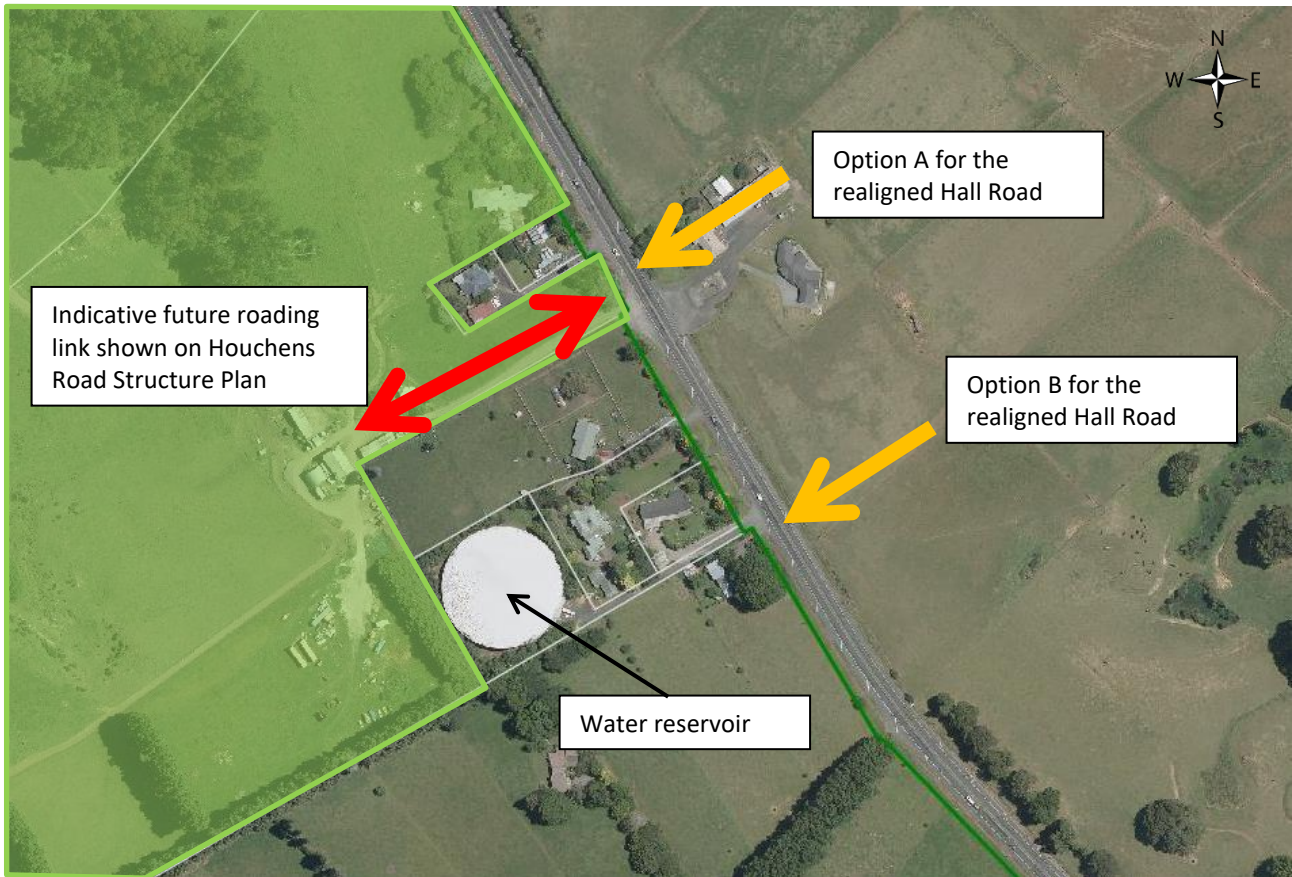 N
W E
S
Option A for the
realigned Hall Road
Indicative future roading
link shown on Houchens
Road Structure Plan
Option B for the
realigned Hall Road
Water reservoir